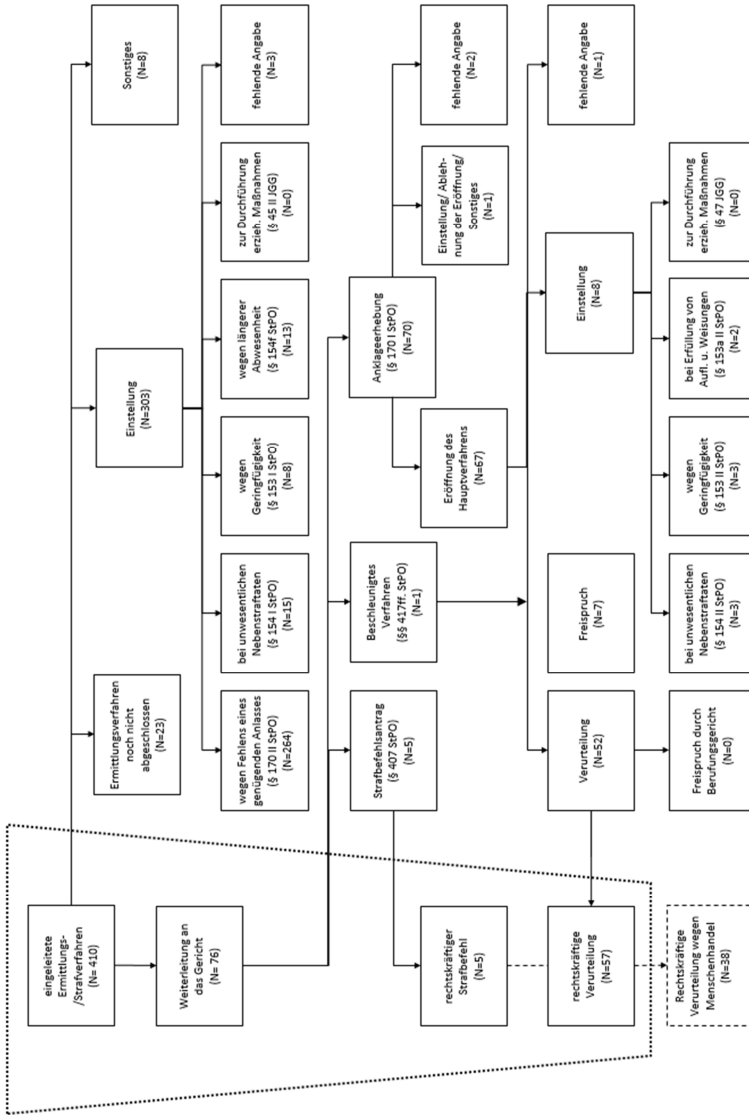 eingeleitete
Ermittlungs-
/Strafverfahren
(N= 410)
Ermittlungsverfahren
noch nicht
abgeschlossen
(N=23)
Einstellung
(N=303)
Sonstiges
(N=8)
Weiterleitung an
das Gericht
(N= 76)
wegen Fehlens eines
genügenden Anlasses
(§ 170 II StPO)
(N=264)
bei unwesentlichen
Nebenstraftaten
(§ 154 I StPO)
(N=15)
wegen
Geringfügigkeit
(§ 153 I StPO)
(N=8)
wegen längerer
Abwesenheit
(§ 154f StPO)
(N=13)
zur Durchführung
erzieh. Maßnahmen
(§ 45 II JGG)
(N=0)
fehlende Angabe
(N=3)
Strafbefehlsantrag
(§ 407 StPO)
(N=5)
Beschleunigtes
Verfahren
(§§ 417ff. StPO)
(N=1)
Anklageerhebung
(§ 170 I StPO)
(N=70)
rechtskräftiger
Strafbefehl
(N=5)
Eröffnung des
Hauptverfahrens
(N=67)
Einstellung/ Ableh-
nung der Eröffnung/
Sonstiges
(N=1)
fehlende Angabe
(N=2)
rechtskräftige
Verurteilung
(N=57)
Verurteilung
(N=52)
Freispruch
(N=7)
Einstellung
(N=8)
fehlende Angabe
(N=1)
Rechtskräftige
Verurteilung wegen
Menschenhandel
(N=38)
Freispruch durch
Berufungsgericht
(N=0)
bei unwesentlichen
Nebenstraftaten
(§ 154 II StPO)
(N=3)
wegen
Geringfügigkeit
(§ 153 II StPO)
(N=3)
bei Erfüllung von
Aufl. u. Weisungen
(§ 153a II StPO)
(N=2)
zur Durchführung
erzieh. Maßnahmen
(§ 47 JGG)
(N=0)